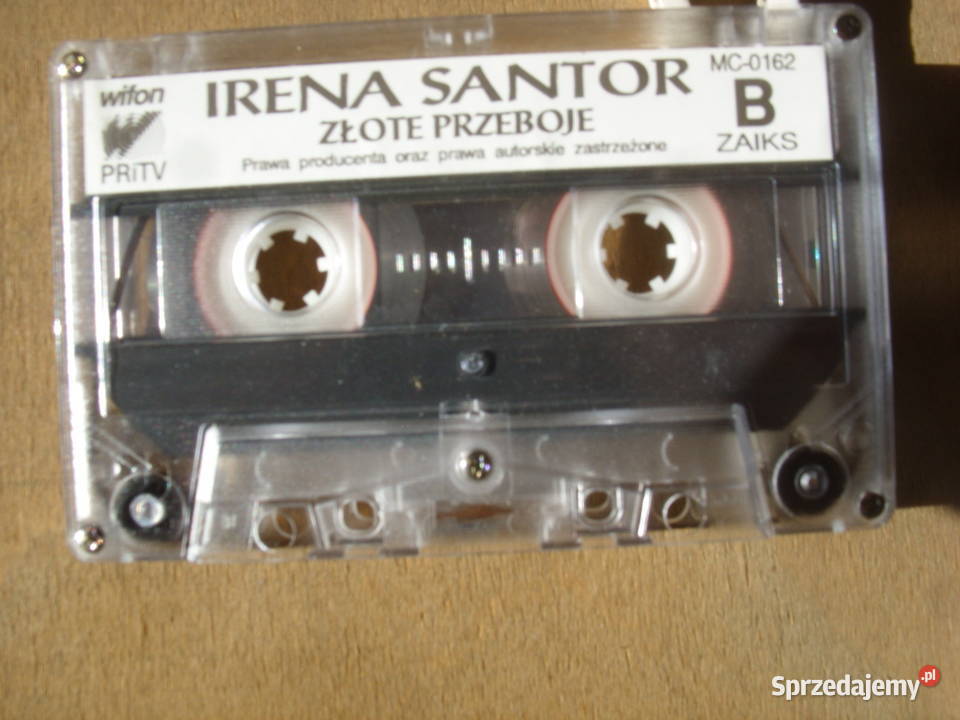 wifon
PRiTV
IRENA SANTOR
ZŁOTE PRZEBOJE
Prawa producenta oraz prawa autorskie zastrzeżone
MC-0162
B
ZAIKS
Sprzedajemy.pl